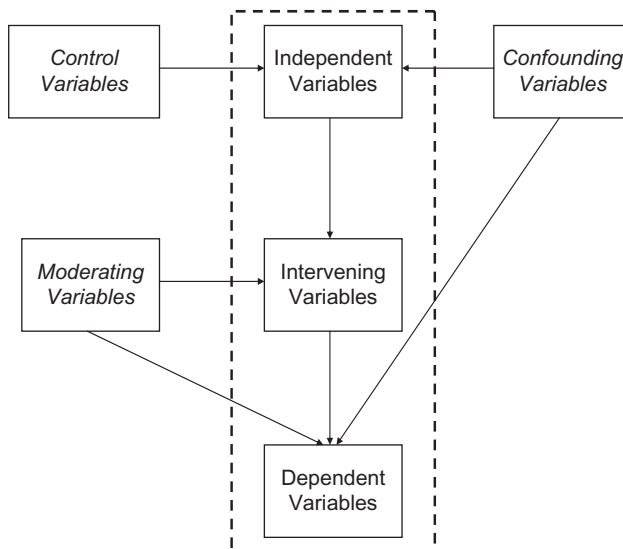 Control
Variables
Independent
Variables
Confounding
Variables
Moderating
Variables
Intervening
Variables
Dependent
Variables